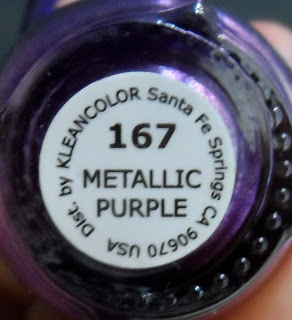 Dist. by KLEANCOLOR Santa Fe Springs CA 90670 USA
167
METALLIC
PURPLE